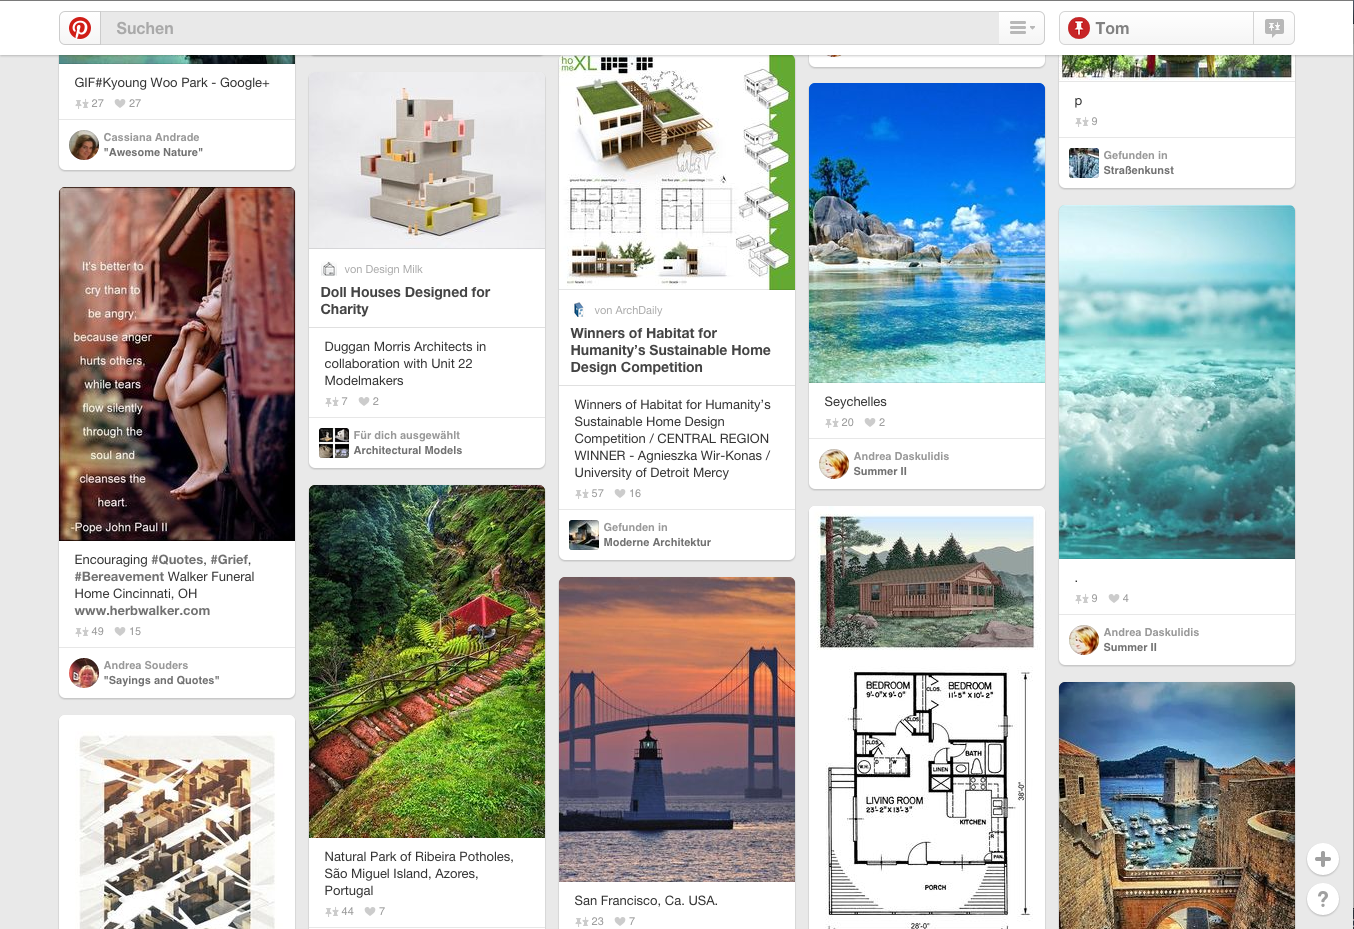 Suchen
Tom
GIF#Kyoung Woo Park - Google+
27 27
Cassiana Andrade
"Awesome Nature"
It's better to
cry than to
be angry;
because anger
hurts others,
while tears
flow silently
through the
soul and
cleanses the
heart.
-Pope John Paul II
Encouraging #Quotes, #Grief,
#Bereavement Walker Funeral
Home Cincinnati, OH
www.herbwalker.com
49 15
Andrea Souders
"Sayings and Quotes"
von Design Milk
Doll Houses Designed for
Charity
Duggan Morris Architects in
collaboration with Unit 22
Modelmakers
7 2
Für dich ausgewählt
Architectural Models
Natural Park of Ribeira Potholes,
São Miguel Island, Azores,
Portugal
44 7
ho
meXL
von ArchDaily
Winners of Habitat for
Humanity's Sustainable Home
Design Competition
Winners of Habitat for Humanity's
Sustainable Home Design
Competition / CENTRAL REGION
WINNER - Agnieszka Wir-Konas /
University of Detroit Mercy
57 16
Gefunden in
Moderne Architektur
San Francisco, Ca. USA.
23 7
Seychelles
20 2
Andrea Daskulidis
Summer II
BEDROOM
9'-0" X 9'-0"
CLOS.
BEDROOM
11'-5" X 10'-2"
CLOS.
CLOS.
BATH
W.H.
D W
LINEN
LIVING ROOM
23'-2" X 13'-3"
KITCHEN
R
PAN.
PORCH
38'-0"
28'-0"
p
9
Gefunden in
Straßenkunst
.
9 4
Andrea Daskulidis
Summer II
?